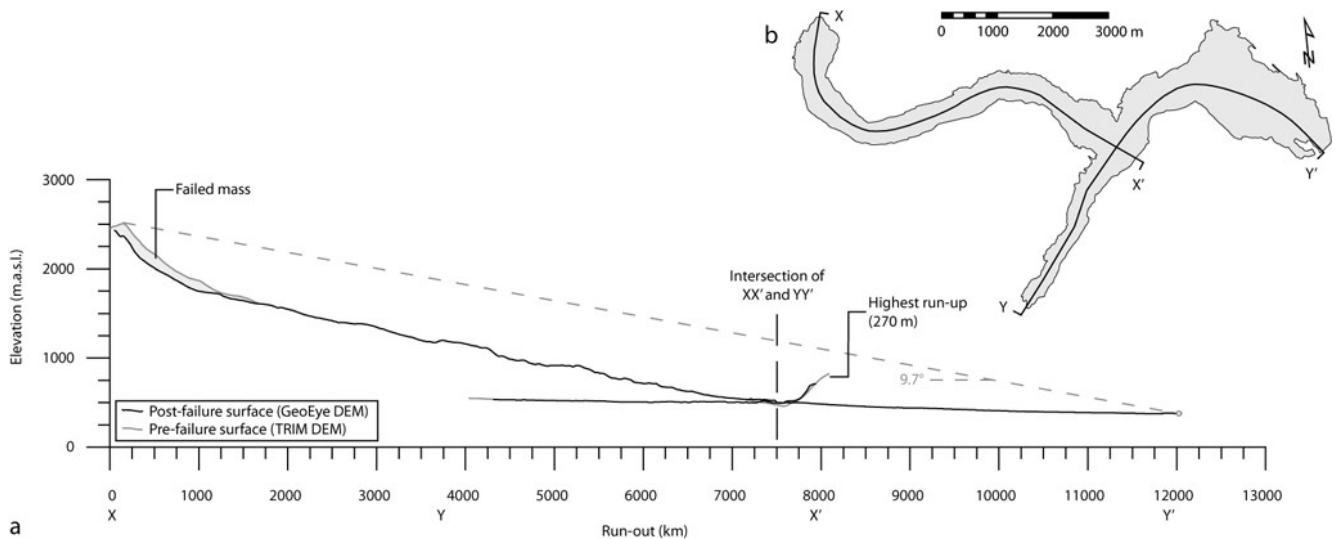 b
X
0 1000 2000 3000 m
N
X'
Y'
Y
3000
2000
1000
0
Elevation (m.a.s.l.)
Failed mass
Intersection of
XX' and YY'
Highest run-up
(270 m)
9.7°
Post-failure surface (GeoEye DEM)
Pre-failure surface (TRIM DEM)
0 1000 2000 3000 4000 5000 6000 7000 8000 9000 10000 11000 12000 13000
X Y X' Y'
Run-out (km)
a